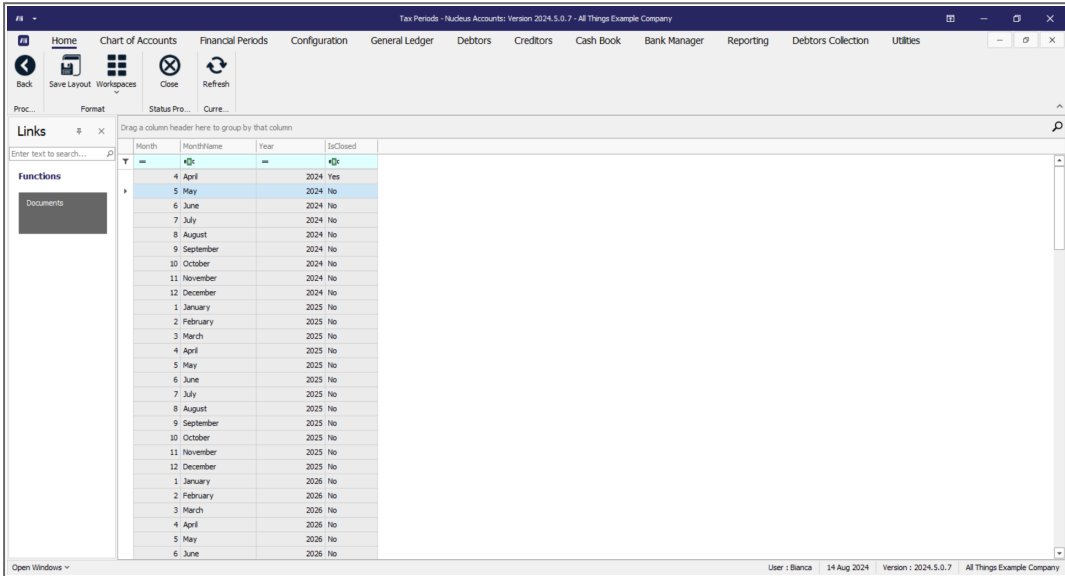 Tax Periods - Nucleus Accounts: Version 2024.5.0.7 - All Things Example Company
Home Chart of Accounts Financial Periods Configuration General Ledger Debtors Creditors Cash Book Bank Manager Reporting Debtors Collection Utilities
Back Save Layout Workspaces Close Refresh
Proc... Format Status Pro... Curre...
Links
Drag a column header here to group by that column
Enter text to search...
Month MonthName Year IsClosed
= =
Functions
Documents
4 April 2024 Yes
5 May 2024 No
6 June 2024 No
7 July 2024 No
8 August 2024 No
9 September 2024 No
10 October 2024 No
11 November 2024 No
12 December 2024 No
1 January 2025 No
2 February 2025 No
3 March 2025 No
4 April 2025 No
5 May 2025 No
6 June 2025 No
7 July 2025 No
8 August 2025 No
9 September 2025 No
10 October 2025 No
11 November 2025 No
12 December 2025 No
1 January 2026 No
2 February 2026 No
3 March 2026 No
4 April 2026 No
5 May 2026 No
6 June 2026 No
Open Windows User : Bianca 14 Aug 2024 Version : 2024.5.0.7 All Things Example Company